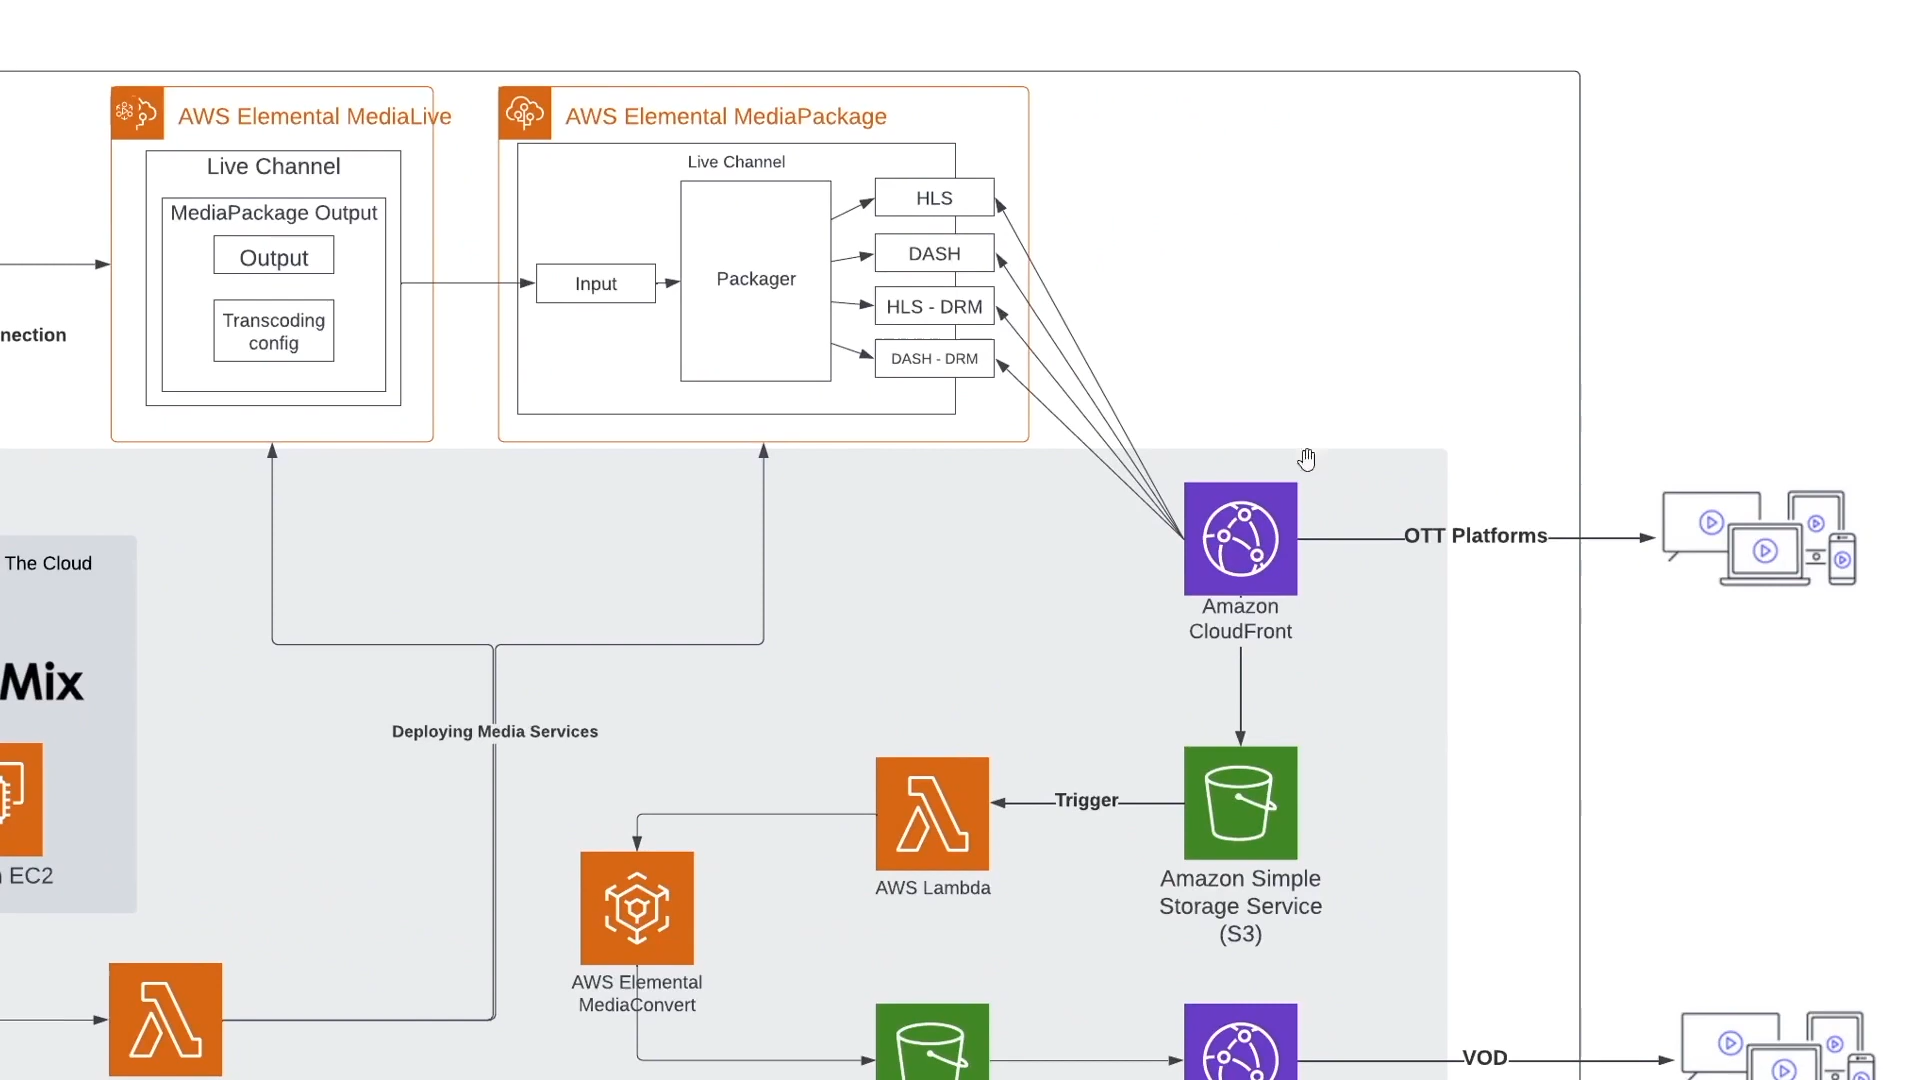 AWS Elemental MediaLive
AWS Elemental MediaPackage
Live Channel
MediaPackage Output
Output
Transcoding
config
Live Channel
Input
Packager
HLS
DASH
HLS - DRM
DASH - DRM
nection
The Cloud
Mix
EC2
Amazon
CloudFront
OTT Platforms
Deploying Media Services
Trigger
AWS Lambda
Amazon Simple
Storage Service
(S3)
AWS Elemental
MediaConvert
VOD